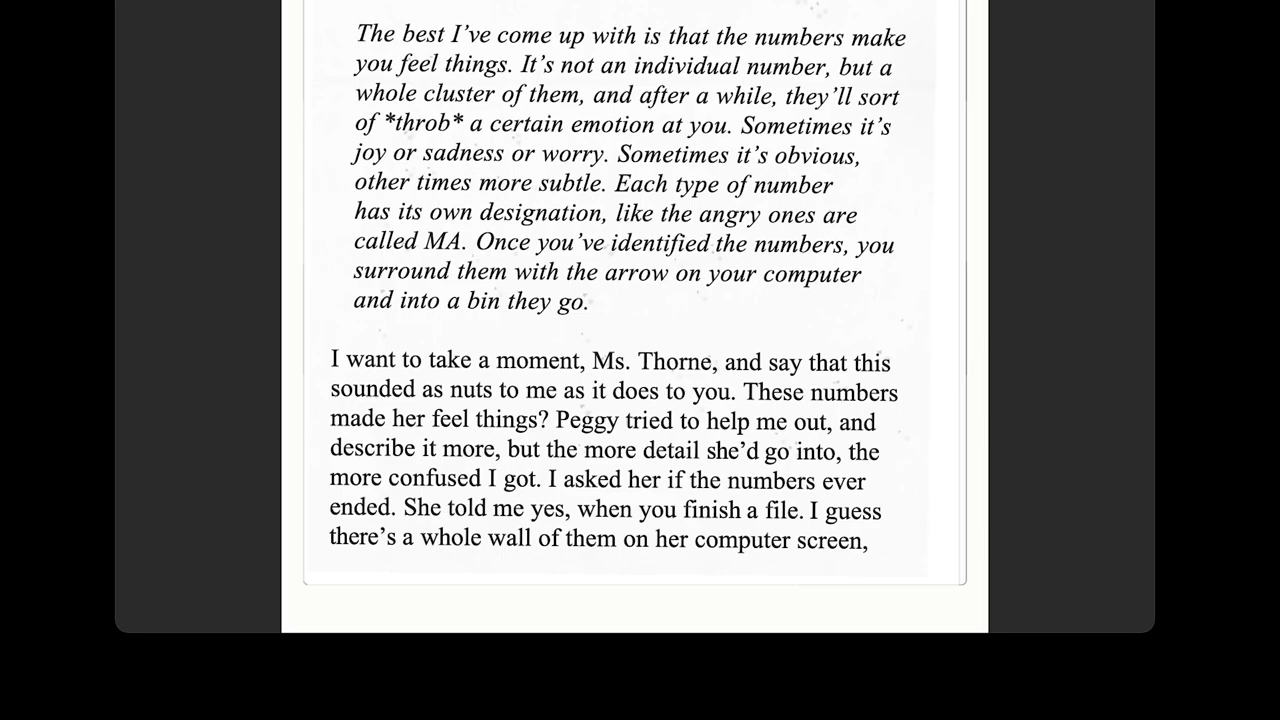 The best I've come up with is that the numbers make
you feel things. It's not an individual number, but a
whole cluster of them, and after a while, they'll sort
of *throb* a certain emotion at you. Sometimes it's
joy or sadness or worry. Sometimes it's obvious,
other times more subtle. Each type of number
has its own designation, like the angry ones are
called MA. Once you've identified the numbers, you
surround them with the arrow on your computer
and into a bin they go.
I want to take a moment, Ms. Thorne, and say that this
sounded as nuts to me as it does to you. These numbers
made her feel things? Peggy tried to help me out, and
describe it more, but the more detail she'd go into, the
more confused I got. I asked her if the numbers ever
ended. She told me yes, when you finish a file. I guess
there's a whole wall of them on her computer screen,